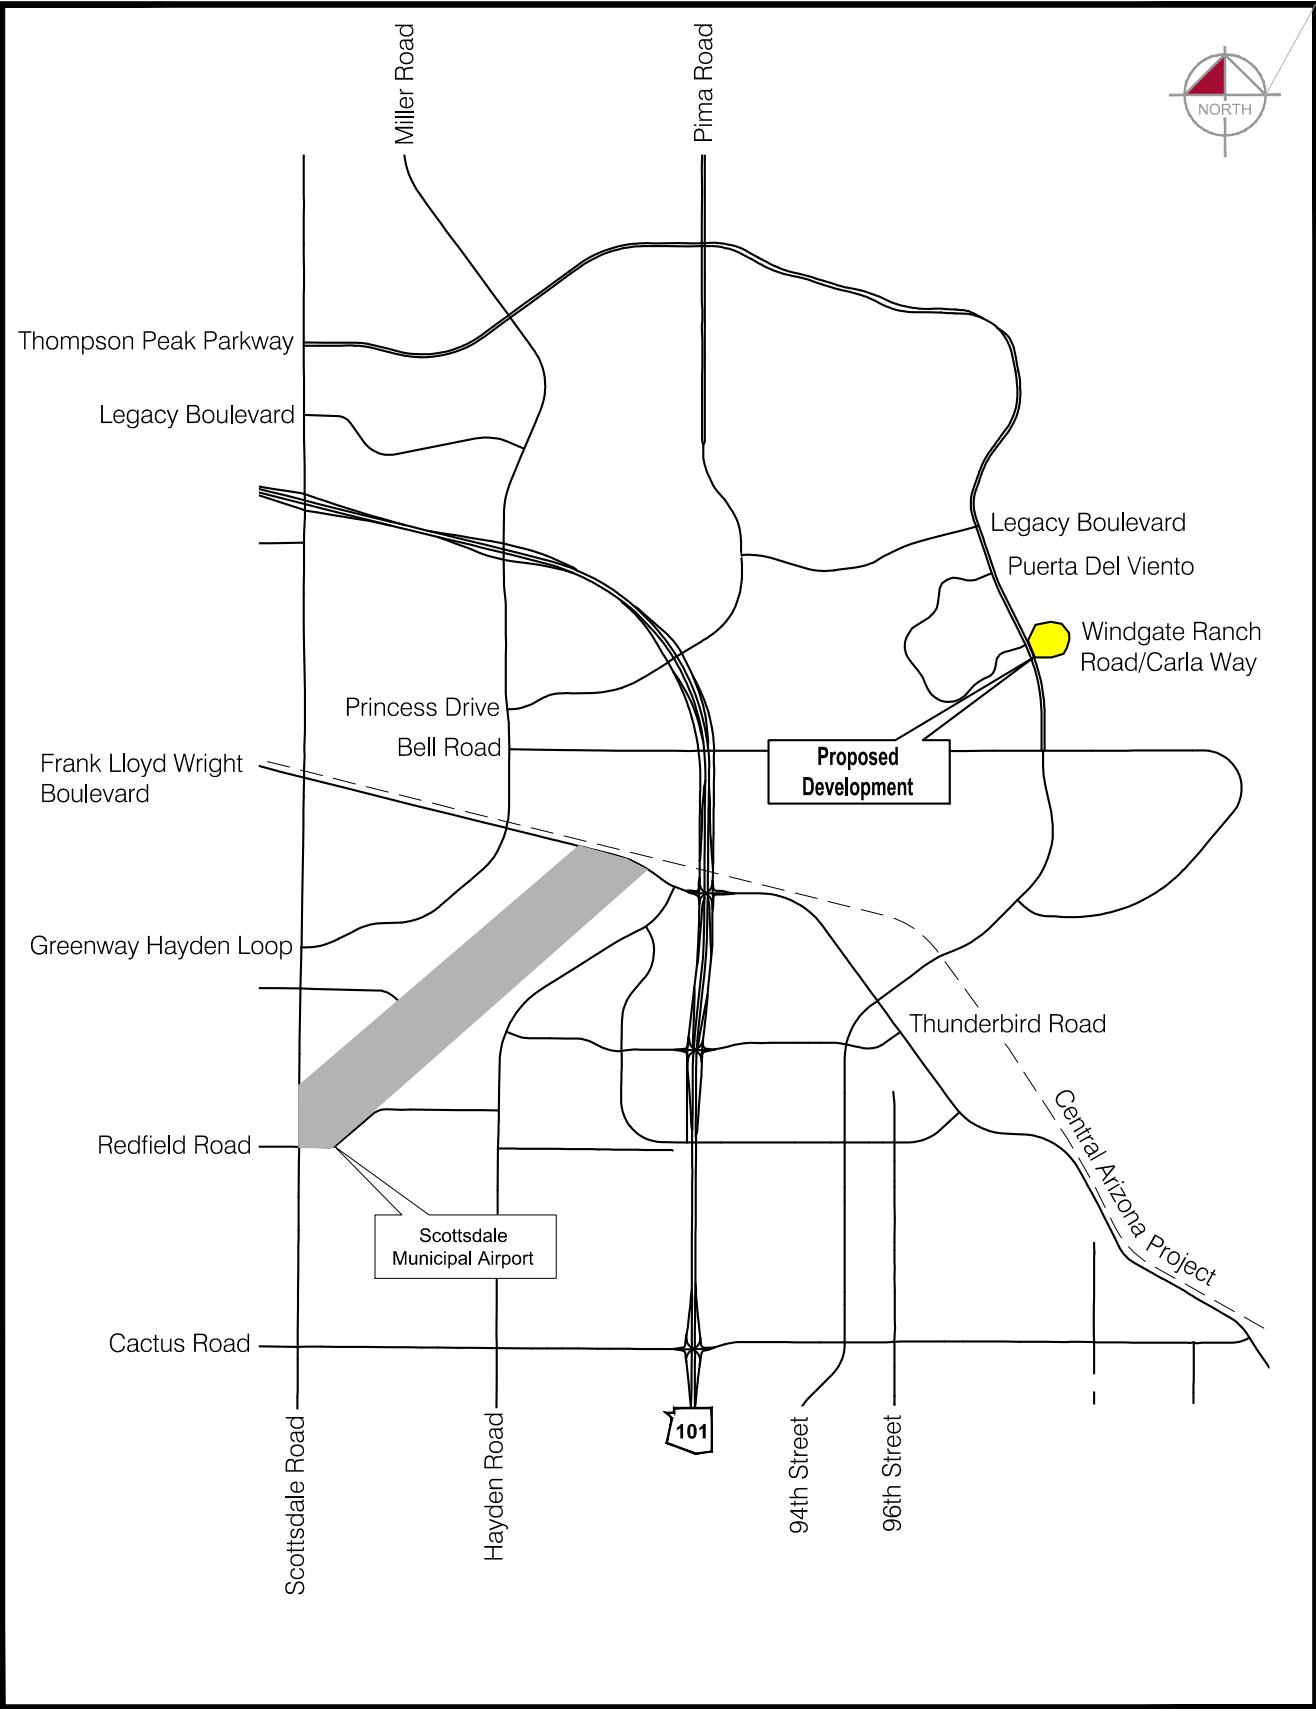 Miller Road
Pima Road
NORTH
Thompson Peak Parkway
Legacy Boulevard
Legacy Boulevard
Puerta Del Viento
Windgate Ranch
Road/Carla Way
Princess Drive
Bell Road
Frank Lloyd Wright
Boulevard
Proposed
Development
Greenway Hayden Loop
Thunderbird Road
Central Arizona Project
Redfield Road
Scottsdale
Municipal Airport
Cactus Road
101
Scottsdale Road
Hayden Road
94th Street
96th Street